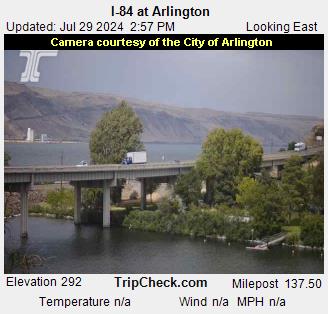 I-84 at Arlington
Updated: Jul 29 2024 2:57 PM Looking East
Camera courtesy of the City of Arlington
Elevation 292 TripCheck.com Milepost 137.50
Temperature n/a Wind n/a MPH n/a